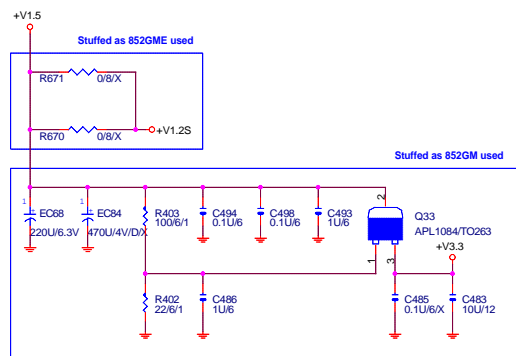 +V1.5
Stuffed as 852GME used
R671
0/8/X
R670
0/8/X
+V1.2S
Stuffed as 852GM used
1
EC68
220U/6.3V
1
EC84
470U/4V/D/X
R403
100/6/1
C494
0.1U/6
C498
0.1U/6
C493
1U/6
2
Q33
APL1084/TO263
1
3
+V3.3
R402
22/6/1
C486
1U/6
C485
0.1U/6/X
C483
10U/12